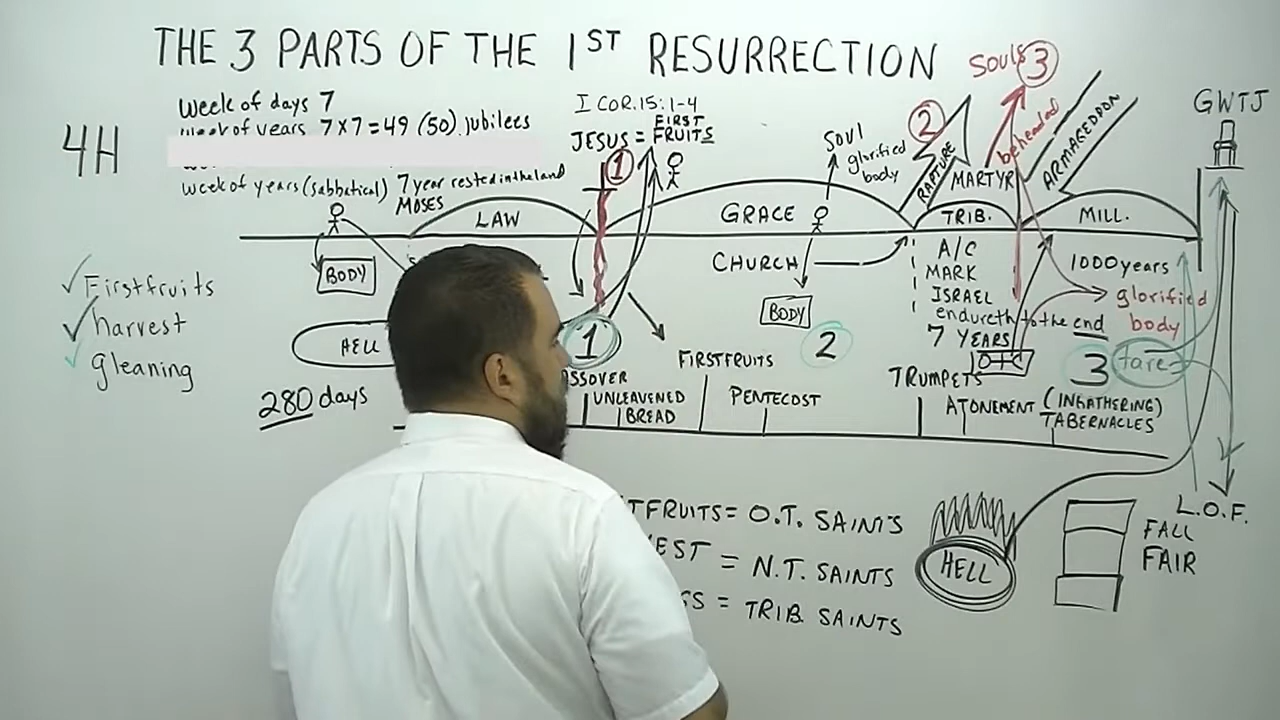 THE 3 PARTS OF THE 1ST RESURRECTION
4H
Week of days 7
week of years 7x7=49 (50) jubilees
week of years (sabbatical) 7 year rested in the land
MOSES
I COR. 15:1-4
JESUS = FIRST FRUITS
1
SOUL
glorified
body
2
RAPTURE
SOULS 3
beheaded
MARTYR
ARMAGEDDON
GWTJ
LAW
GRACE
TRIB.
MILL.
BODY
HELL
CHURCH
BODY
A/C
MARK
ISRAEL
endureth to the end
7 YEARS
1000 years
glorified
body
Firstfruits
harvest
gleaning
280 days
1
2
3
tare
FIRSTFRUITS
UNLEAVENED
BREAD
PENTECOST
TRUMPETS
ATONEMENT
(INGATHERING)
TABERNACLES
= O.T. SAINTS
= N.T. SAINTS
= TRIB. SAINTS
HELL
L.O.F.
FALL
FAIR